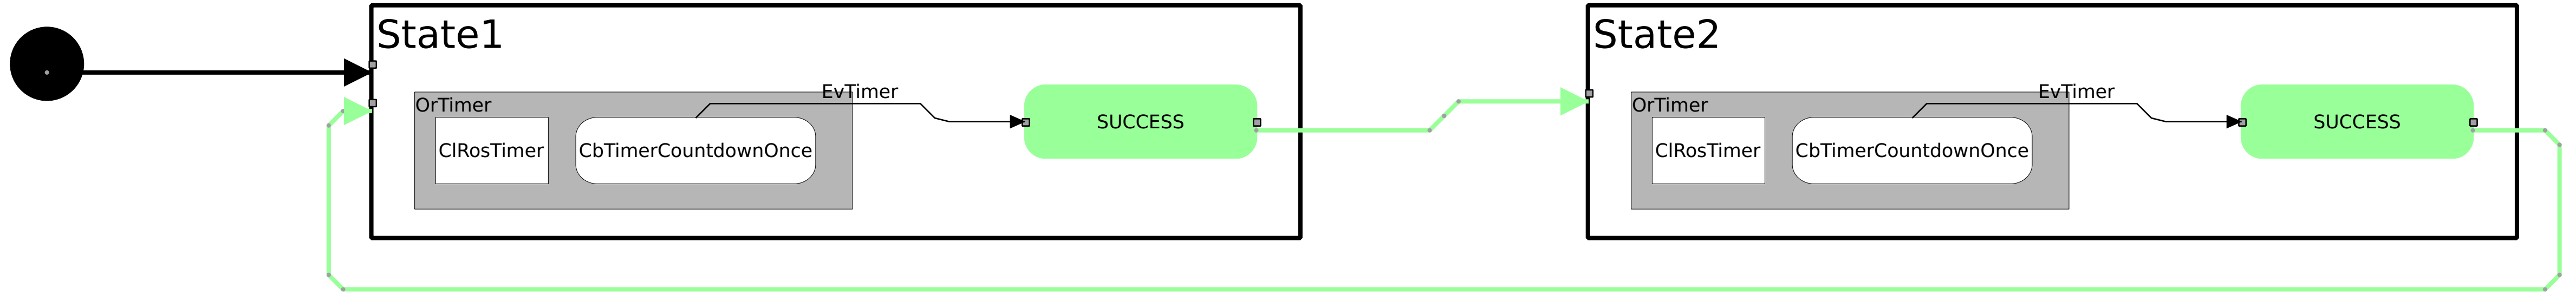 State1
EvTimer
OrTimer
ClRosTimer
CbTimerCountdownOnce
SUCCESS
State2
EvTimer
OrTimer
ClRosTimer
CbTimerCountdownOnce
SUCCESS